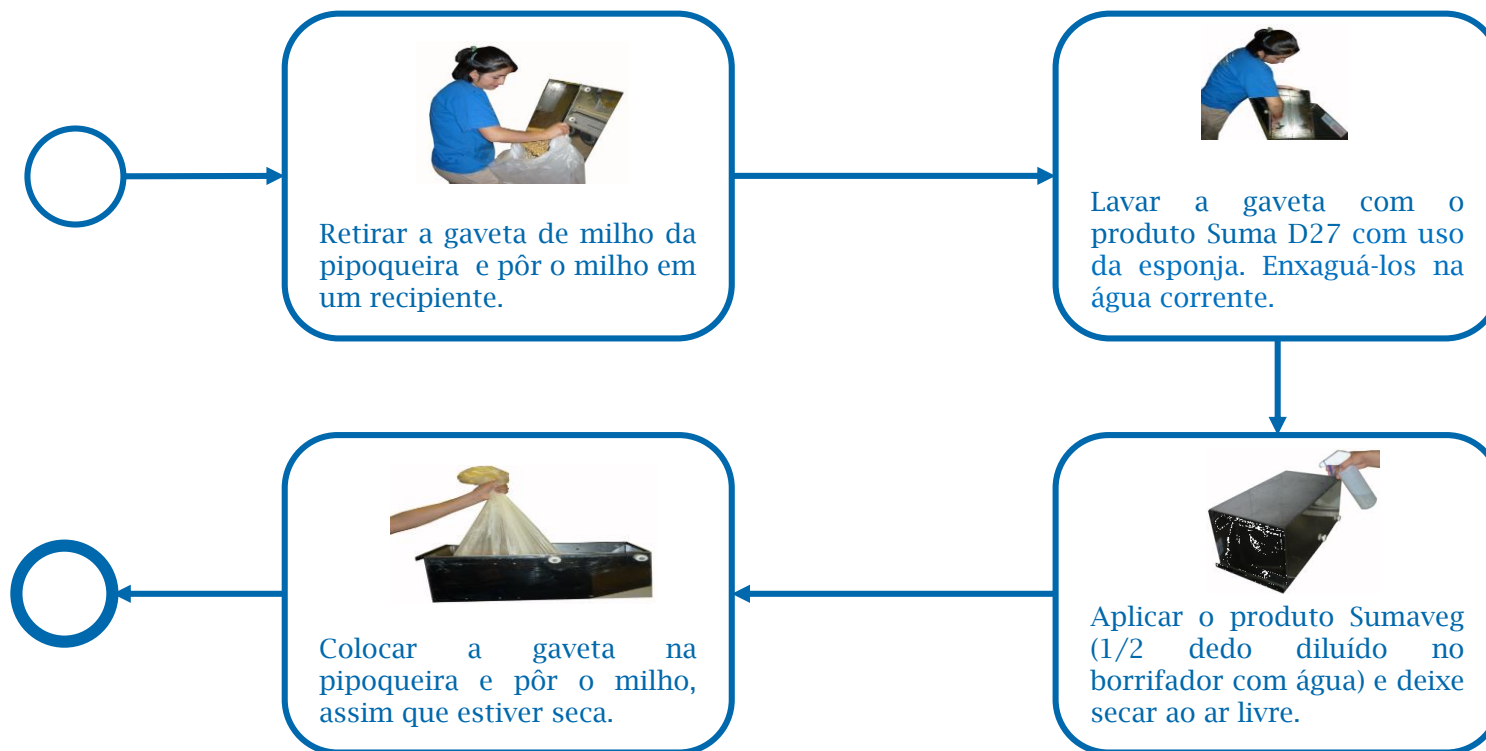 Retirar a gaveta de milho da
pipoqueira e pôr o milho em
um recipiente.
Lavar a gaveta com o
produto Suma D27 com uso
da esponja. Enxaguá-los na
água corrente.
Aplicar o produto Sumaveg
(1/2 dedo diluído no
borrifador com água) e deixe
secar ao ar livre.
Colocar a gaveta na
pipoqueira e pôr o milho,
assim que estiver seca.